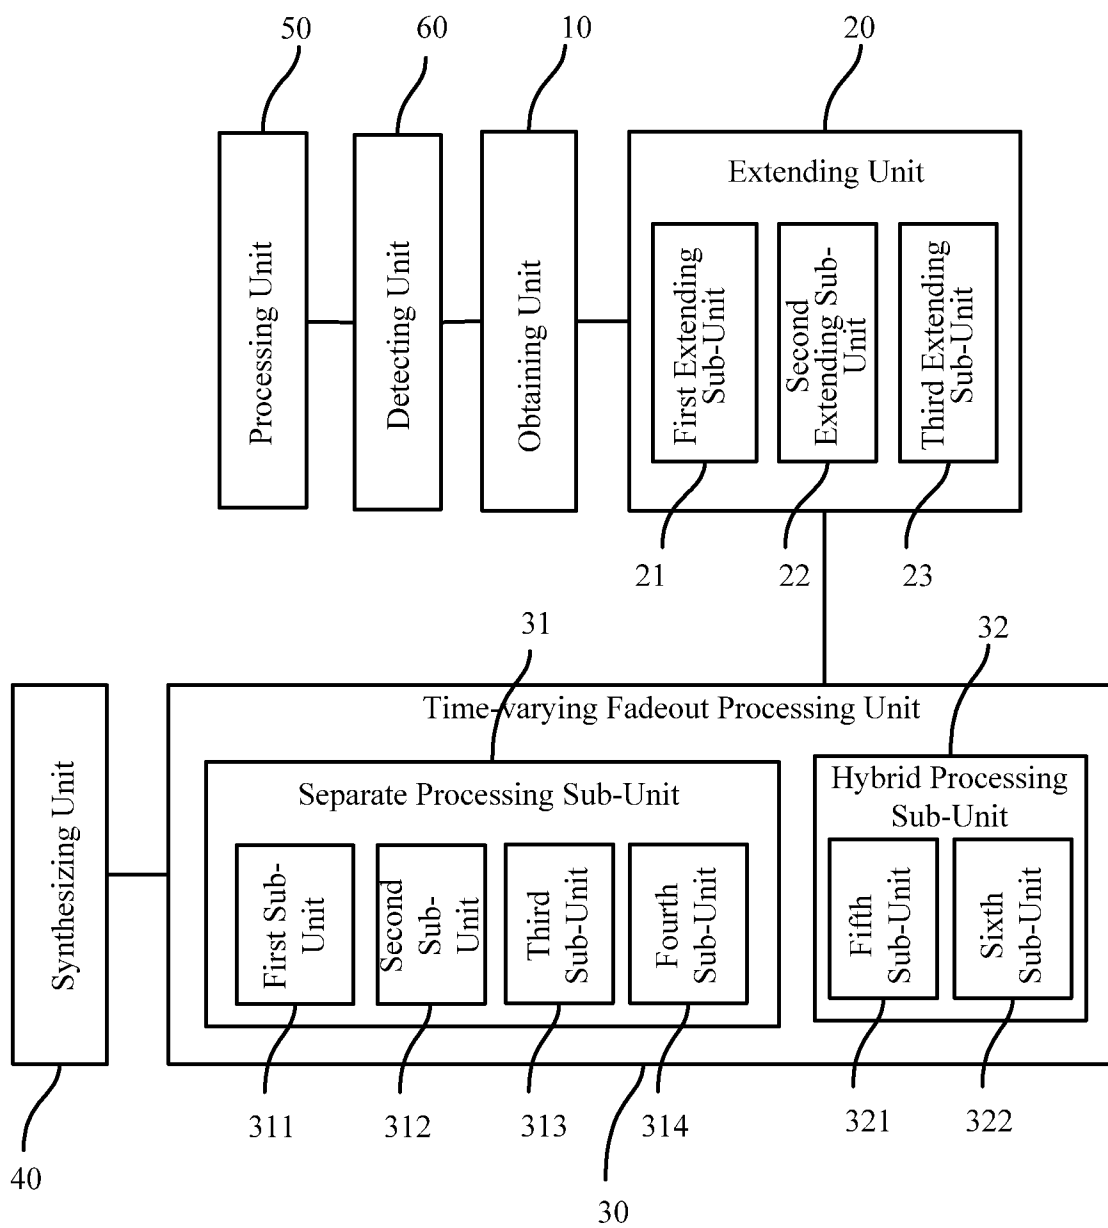 50
60
10
20
Processing Unit
Detecting Unit
Obtaining Unit
Extending Unit
First Extending
Sub-Unit
Second
Extending Sub-
Unit
Third Extending
Sub-Unit
21
22
23
31
32
Synthesizing Unit
Time-varying Fadeout Processing Unit
Separate Processing Sub-Unit
First Sub-
Unit
Second
Sub-
Unit
Third
Sub-Unit
Fourth
Sub-Unit
Hybrid Processing
Sub-Unit
Fifth
Sub-Unit
Sixth
Sub-Unit
311
312
313
314
321
322
40
30